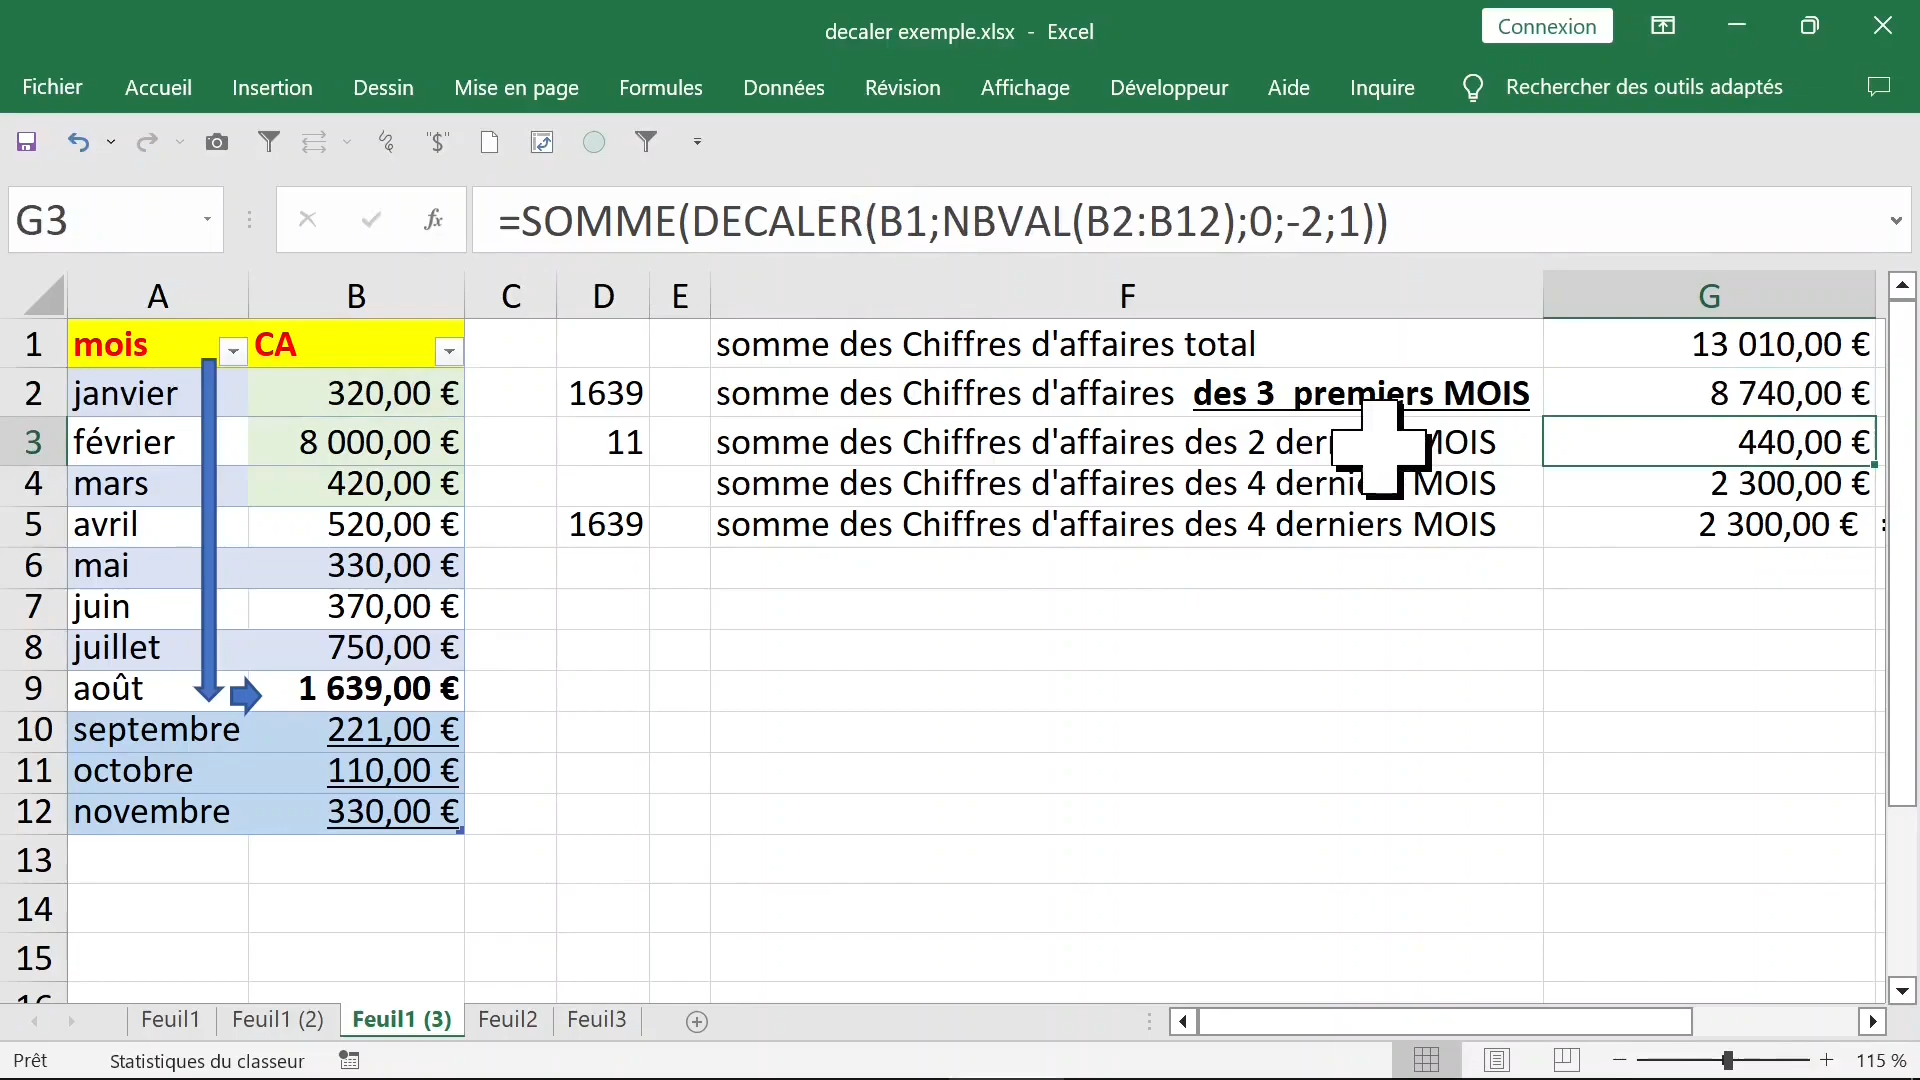 decaler exemple.xlsx - Excel
Connexion
Fichier Accueil Insertion Dessin Mise en page Formules Données Révision Affichage Développeur Aide Inquire Rechercher des outils adaptés
"$"
G3 fx =SOMME(DECALER(B1;NBVAL(B2:B12);0;-2;1))
A B C D E F G
1 mois CA somme des Chiffres d'affaires total 13 010,00 €
2 janvier 320,00 € 1639 somme des Chiffres d'affaires des 3 premiers MOIS 8 740,00 €
3 février 8 000,00 € 11 somme des Chiffres d'affaires des 2 MOIS 440,00 €
4 mars 420,00 € somme des Chiffres d'affaires des 4 MOIS 2 300,00 €
5 avril 520,00 € 1639 somme des Chiffres d'affaires des 4 derniers MOIS 2 300,00 €
6 mai 330,00 €
7 juin 370,00 €
8 juillet 750,00 €
9 août 1 639,00 €
10 septembre 221,00 €
11 octobre 110,00 €
12 novembre 330,00 €
13
14
15
Feuil1 Feuil1 (2) Feuil1 (3) Feuil2 Feuil3
Prêt Statistiques du classeur 115 %